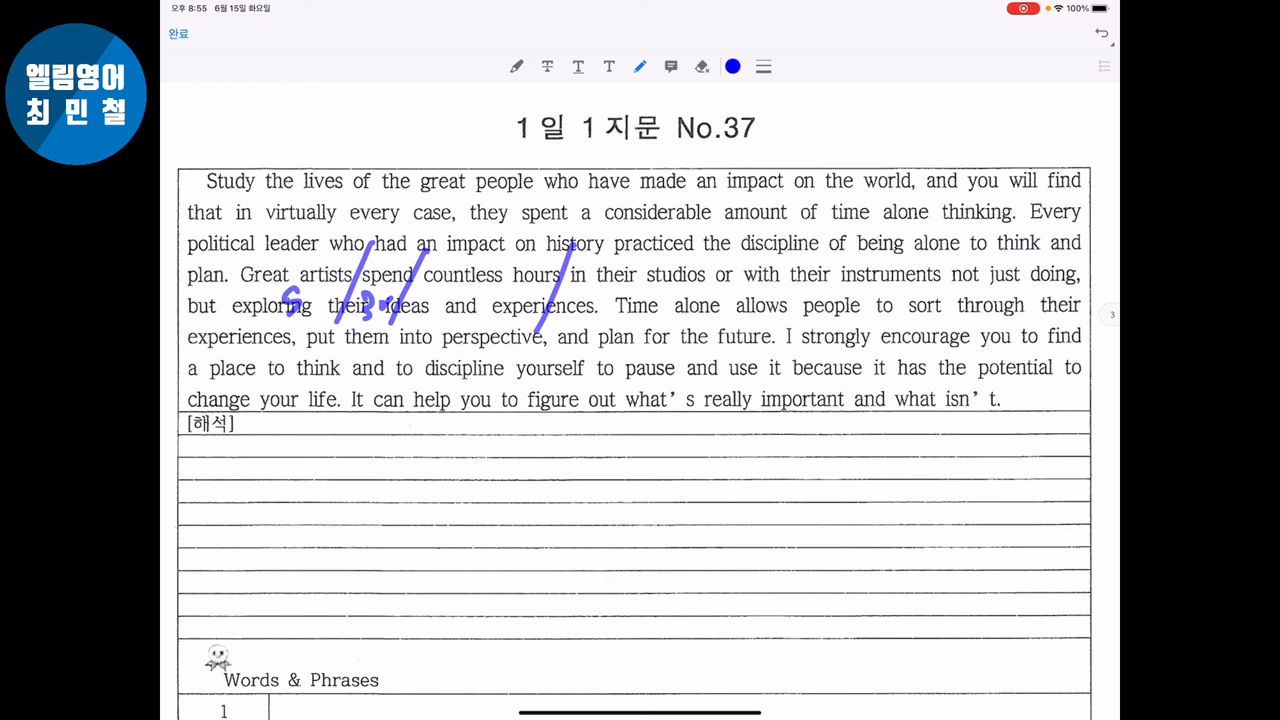 오후 8:55 6월 15일 화요일
100%
완료
엘림영어
최민철
T T T
1일 1지문 No.37
Study the lives of the great people who have made an impact on the world, and you will find
that in virtually every case, they spent a considerable amount of time alone thinking. Every
political leader who had an impact on history practiced the discipline of being alone to think and
plan. Great artists spend countless hours in their studios or with their instruments not just doing,
but exploring their ideas and experiences. Time alone allows people to sort through their
experiences, put them into perspective, and plan for the future. I strongly encourage you to find
a place to think and to discipline yourself to pause and use it because it has the potential to
change your life. It can help you to figure out what's really important and what isn't.
3
[해석]
Words & Phrases
1